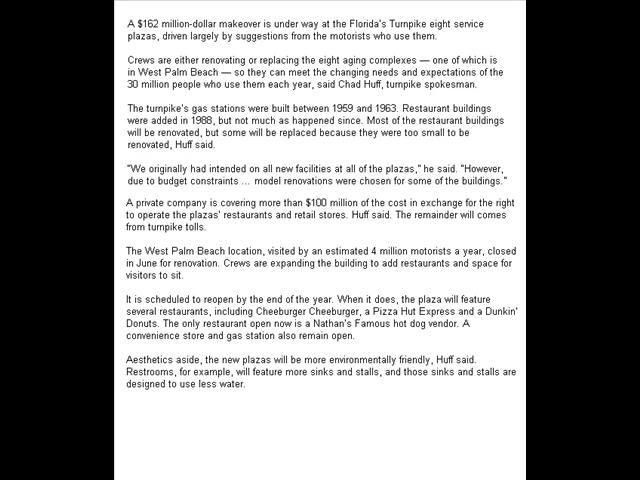 A $162 million-dollar makeover is under way at the Florida's Turnpike eight service
plazas, driven largely by suggestions from the motorists who use them.
Crews are either renovating or replacing the eight aging complexes — one of which is
in West Palm Beach — so they can meet the changing needs and expectations of the
30 million people who use them each year, said Chad Huff, turnpike spokesman.
The turnpike's gas stations were built between 1959 and 1963. Restaurant buildings
were added in 1988, but not much as happened since. Most of the restaurant buildings
will be renovated, but some will be replaced because they were too small to be
renovated, Huff said.
"We originally had intended on all new facilities at all of the plazas," he said. "However,
due to budget constraints ... model renovations were chosen for some of the buildings."
A private company is covering more than $100 million of the cost in exchange for the right
to operate the plazas' restaurants and retail stores. Huff said. The remainder will comes
from turnpike tolls.
The West Palm Beach location, visited by an estimated 4 million motorists a year, closed
in June for renovation. Crews are expanding the building to add restaurants and space for
visitors to sit.
It is scheduled to reopen by the end of the year. When it does, the plaza will feature
several restaurants, including Cheeburger Cheeburger, a Pizza Hut Express and a Dunkin'
Donuts. The only restaurant open now is a Nathan's Famous hot dog vendor. A
convenience store and gas station also remain open.
Aesthetics aside, the new plazas will be more environmentally friendly, Huff said.
Restrooms, for example, will feature more sinks and stalls, and those sinks and stalls are
designed to use less water.